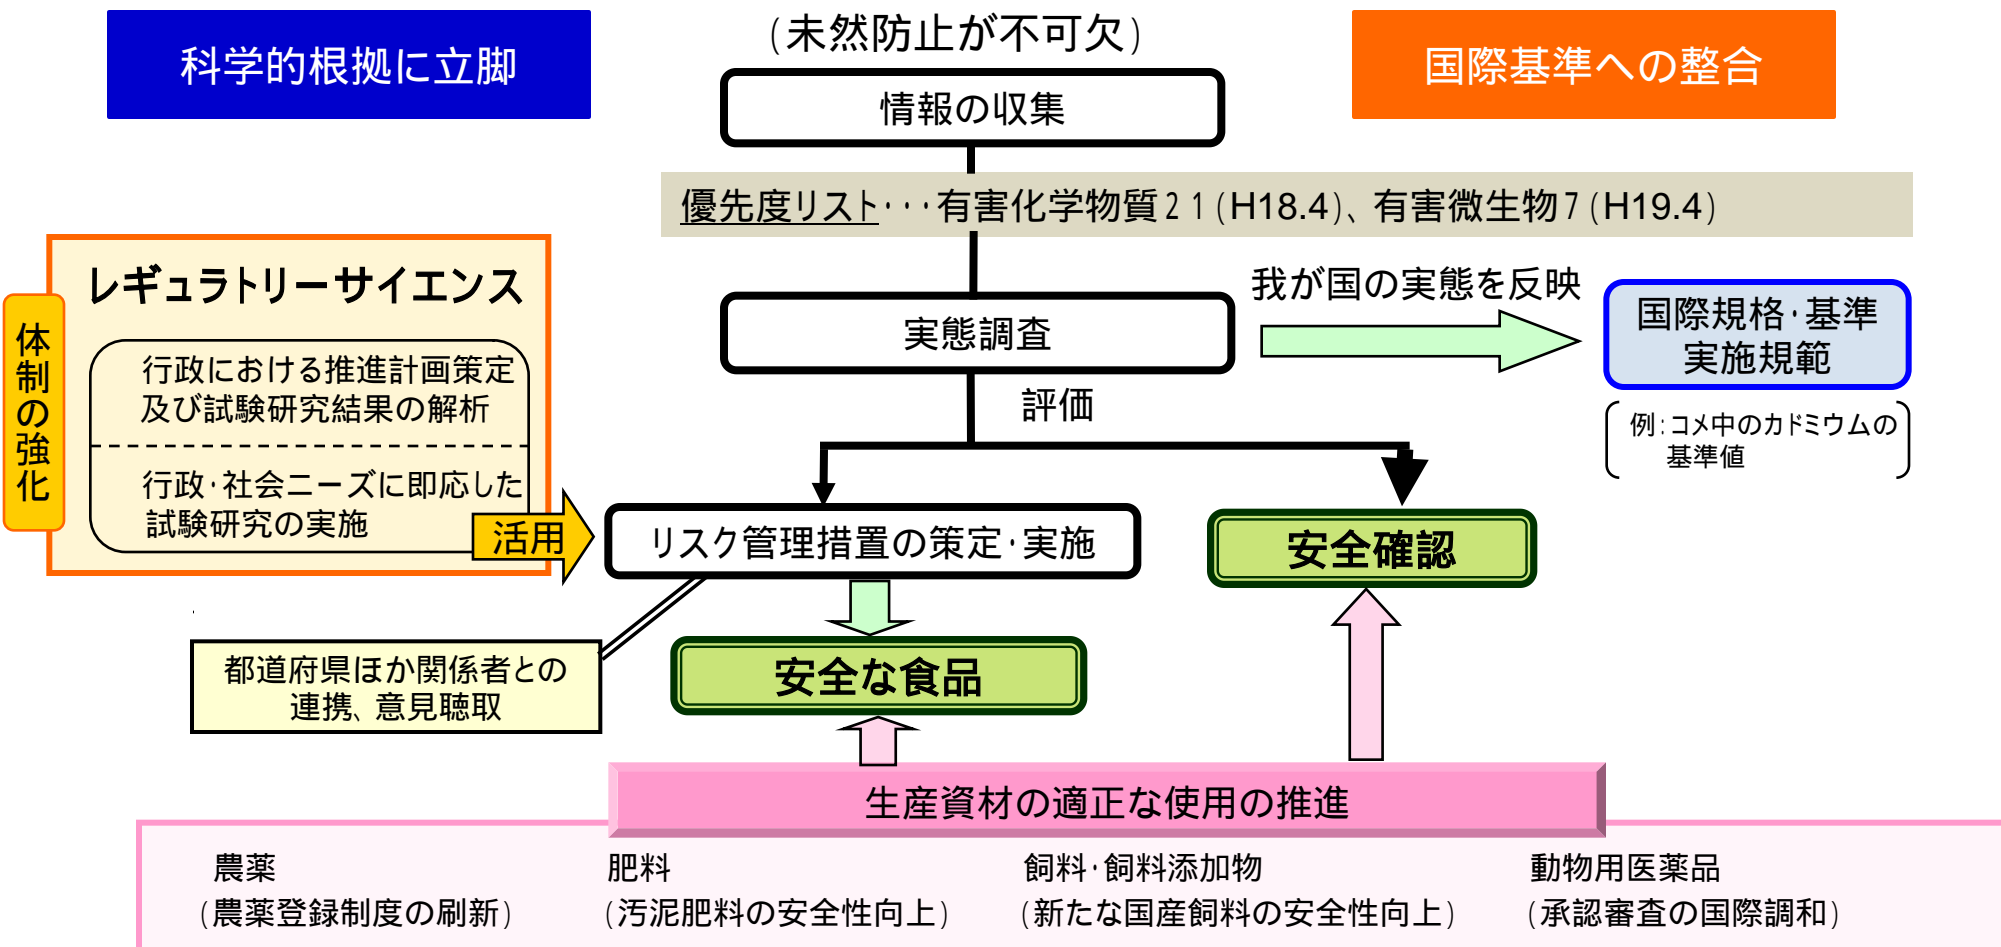 科学的根拠に立脚
(未然防止が不可欠)
国際基準への整合
情報の収集
優先度リスト･･･有害化学物質21(H18.4)、有害微生物7(H19.4)
レギュラトリーサイエンス
体制の強化
行政における推進計画策定
及び試験研究結果の解析
行政･社会ニーズに即応した
試験研究の実施
活用
実態調査
我が国の実態を反映
国際規格･基準
実施規範
例:コメ中のカドミウムの
基準値
評価
リスク管理措置の策定･実施
安全確認
都道府県ほか関係者との
連携、意見聴取
安全な食品
生産資材の適正な使用の推進
農薬
(農薬登録制度の刷新)
肥料
(汚泥肥料の安全性向上)
飼料･飼料添加物
(新たな国産飼料の安全性向上)
動物用医薬品
(承認審査の国際調和)